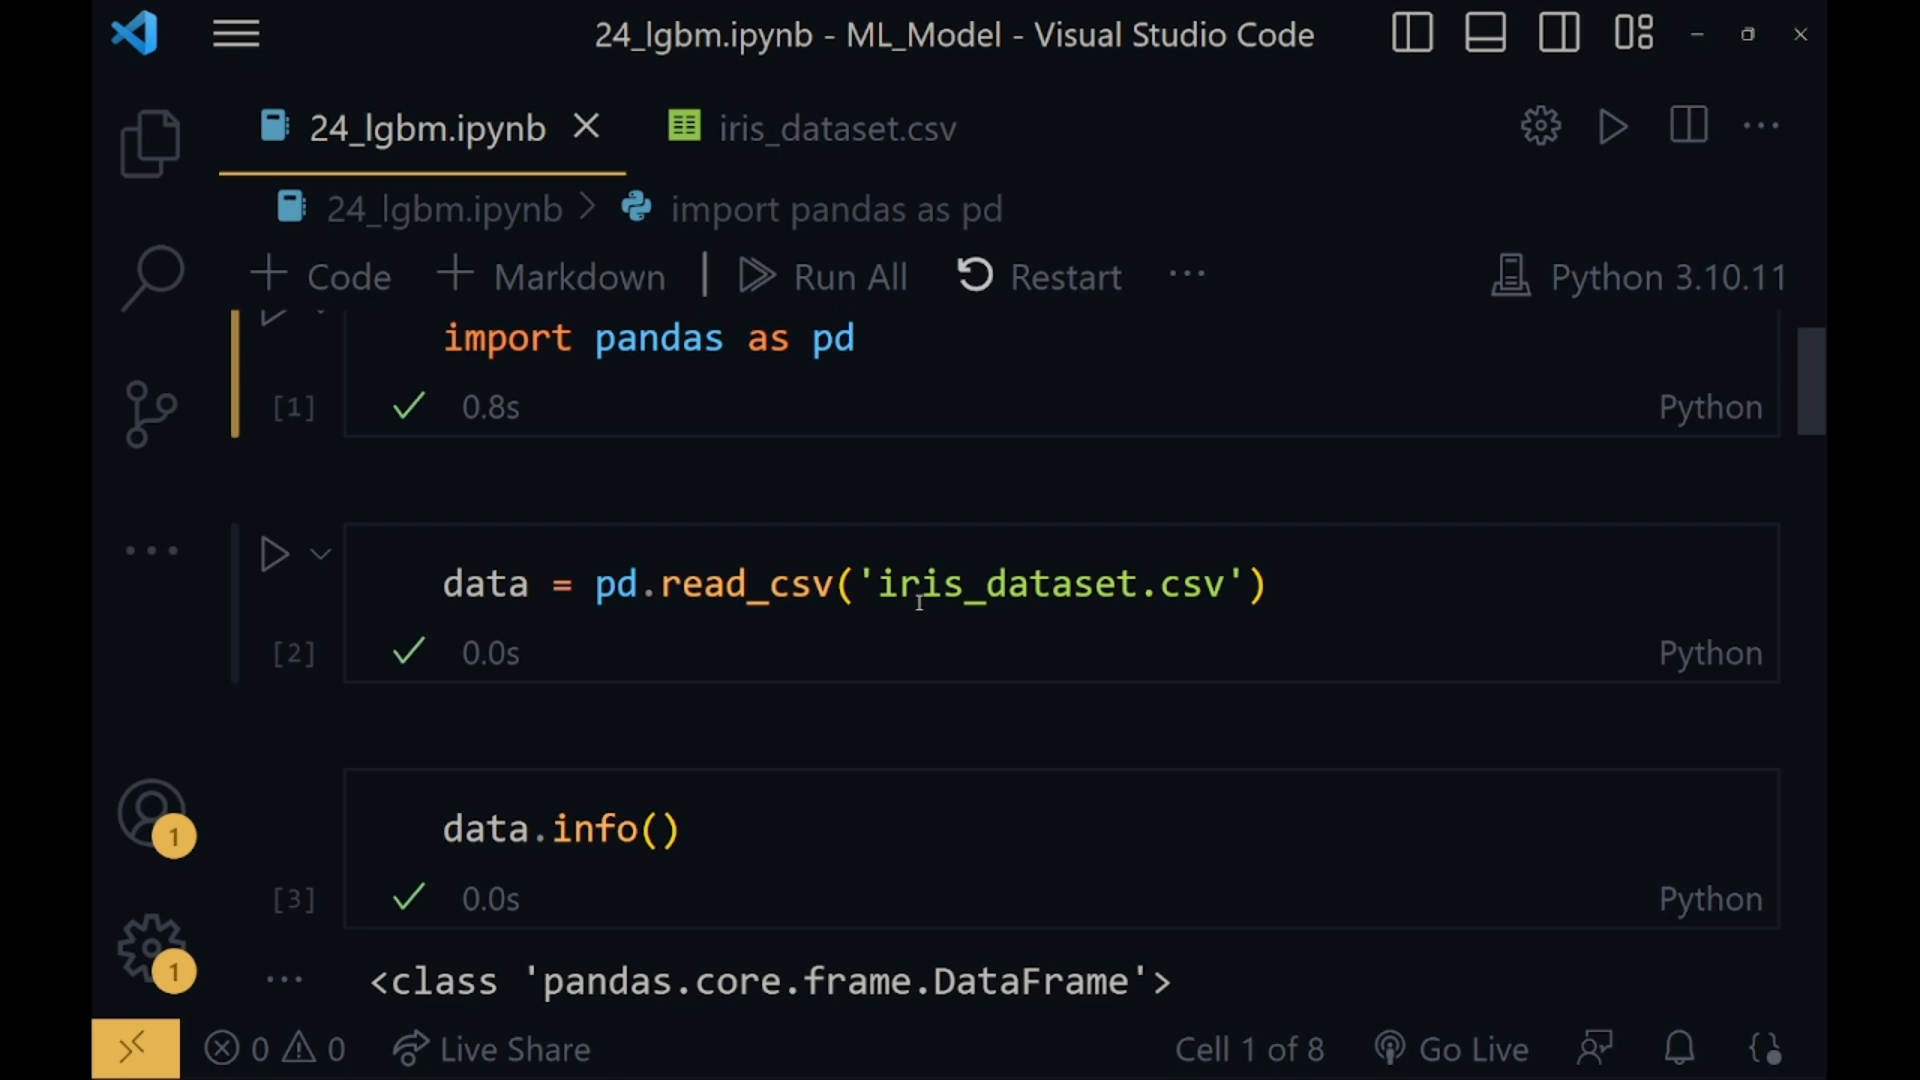 24_lgbm.ipynb - ML_Model - Visual Studio Code
24_lgbm.ipynb iris_dataset.csv
24_lgbm.ipynb > import pandas as pd
+ Code + Markdown | Run All Restart ... Python 3.10.11
import pandas as pd
[1] 0.8s Python
data = pd.read_csv('iris_dataset.csv')
[2] 0.0s Python
data.info()
[3] 0.0s Python
... <class 'pandas.core.frame.DataFrame'>
1
1
0 0 Live Share Cell 1 of 8 Go Live